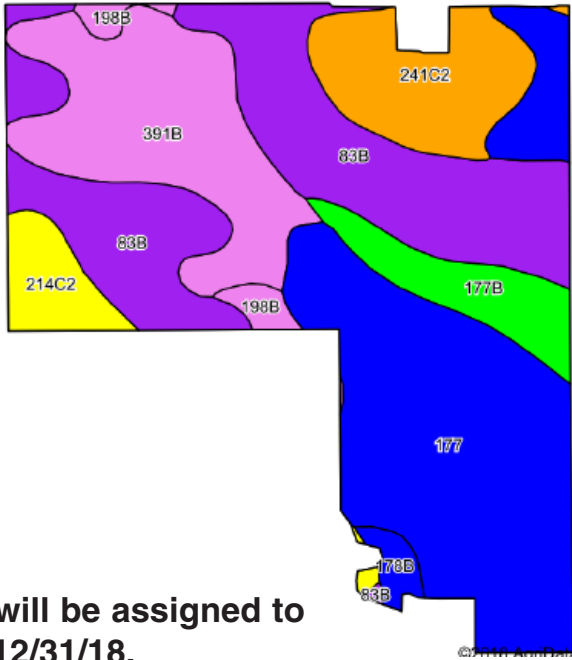 198B
241C2
391B
83B
83B
214C2
177B
198B
177
178B
83B
will be assigned to
12/31/18.